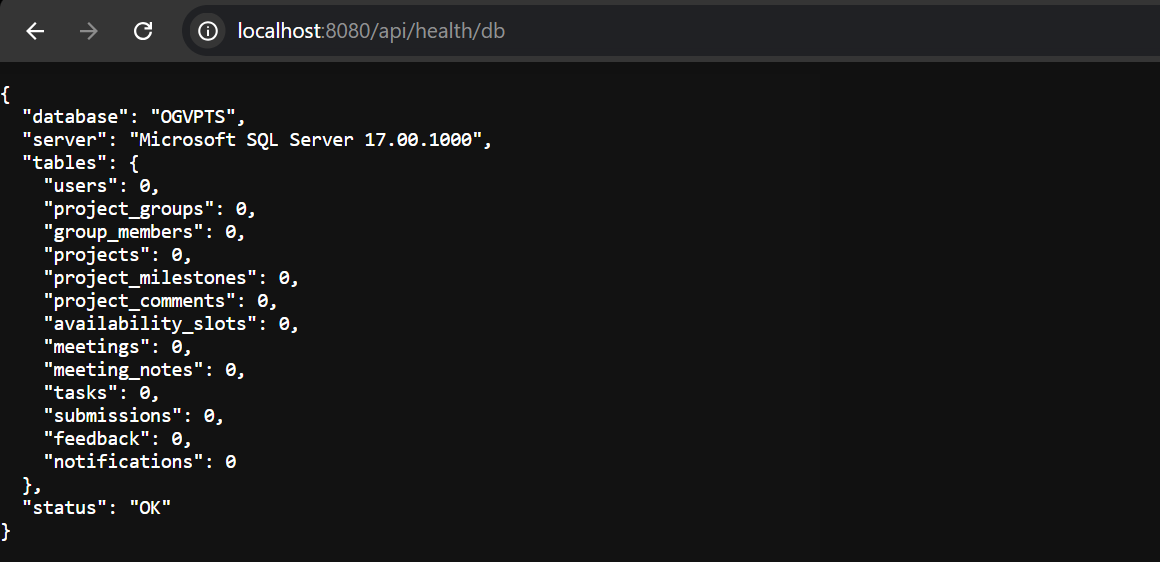 localhost:8080/api/health/db
{
  "database": "OGVPTS",
  "server": "Microsoft SQL Server 17.00.1000",
  "tables": {
    "users": 0,
    "project_groups": 0,
    "group_members": 0,
    "projects": 0,
    "project_milestones": 0,
    "project_comments": 0,
    "availability_slots": 0,
    "meetings": 0,
    "meeting_notes": 0,
    "tasks": 0,
    "submissions": 0,
    "feedback": 0,
    "notifications": 0
  },
  "status": "OK"
}